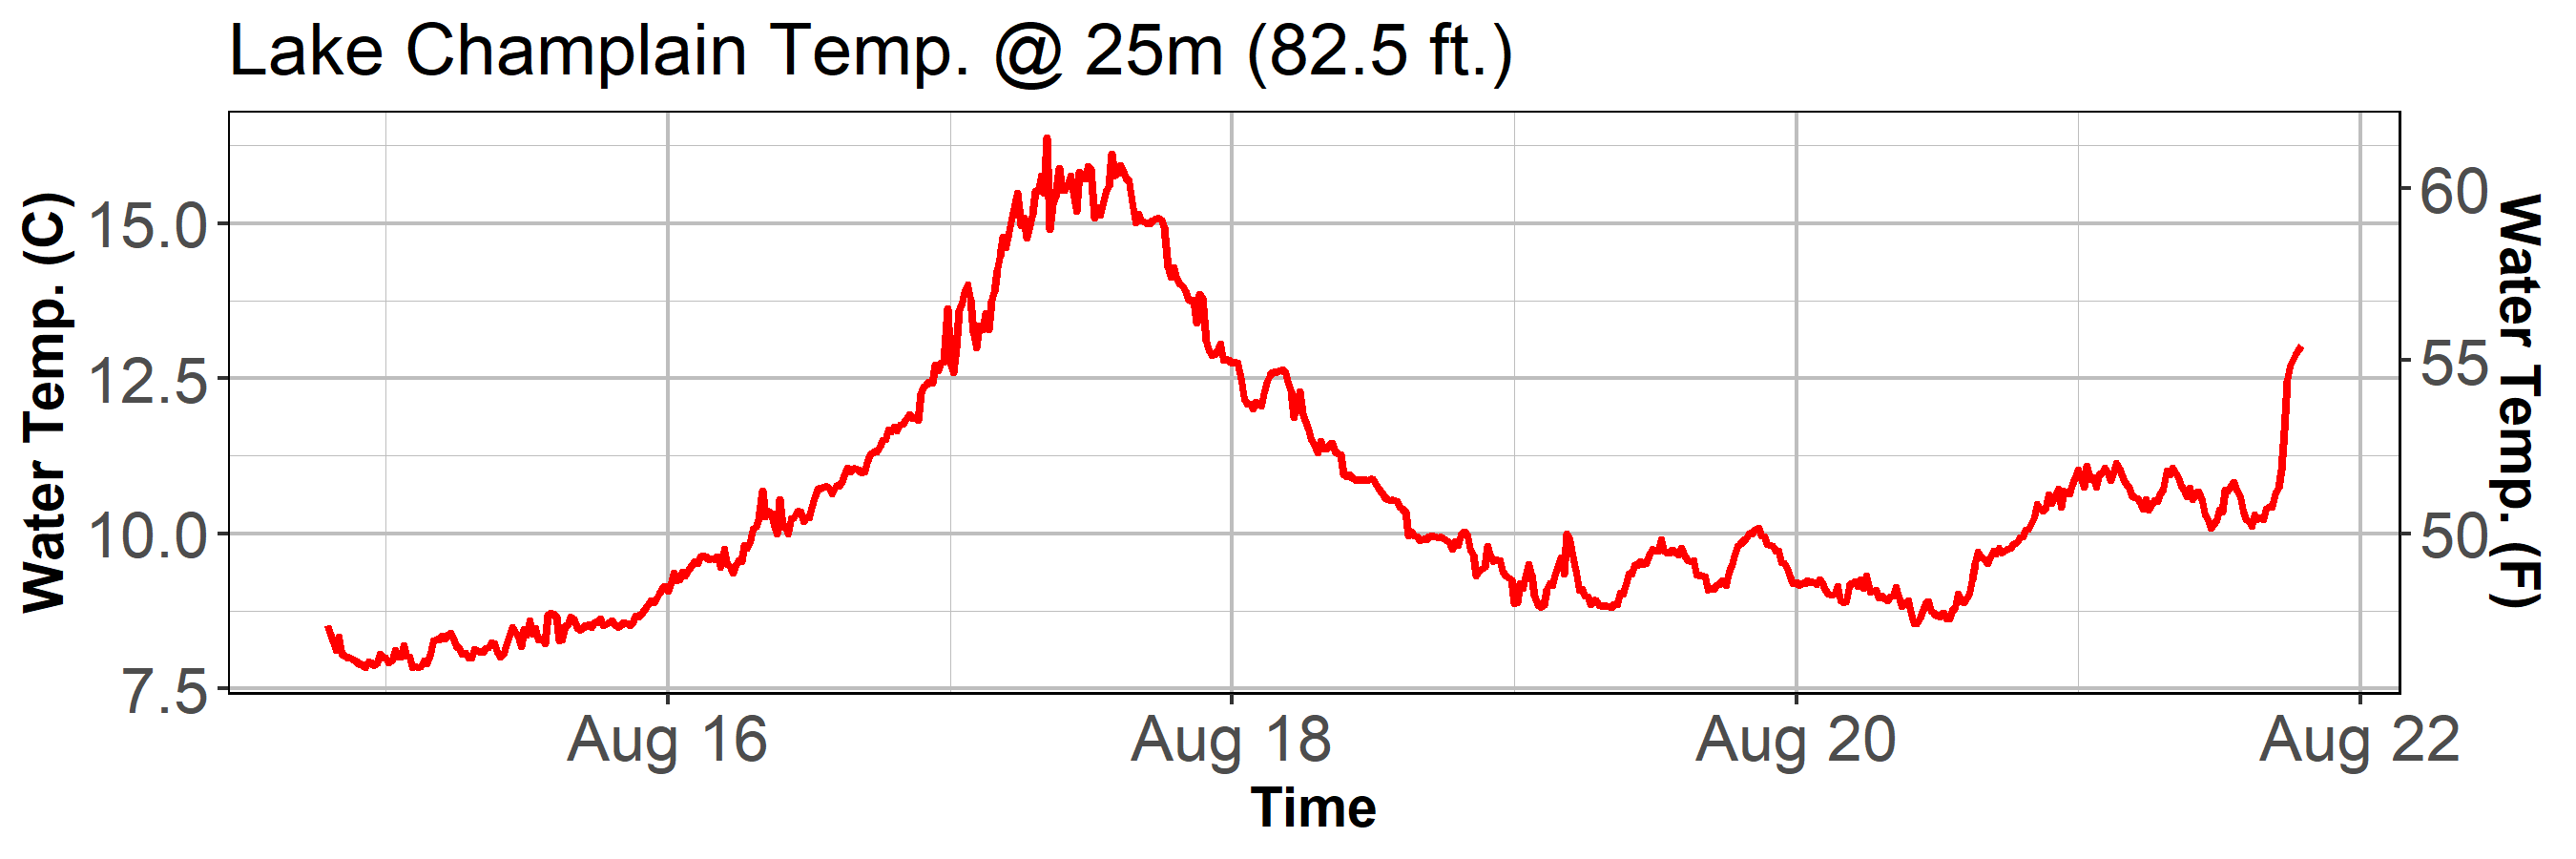 Lake Champlain Temp. @ 25m (82.5 ft.)
Water Temp. (C)
15.0
12.5
10.0
7.5
60
55
50
Water Temp. (F)
Aug 16 Aug 18 Aug 20 Aug 22
Time